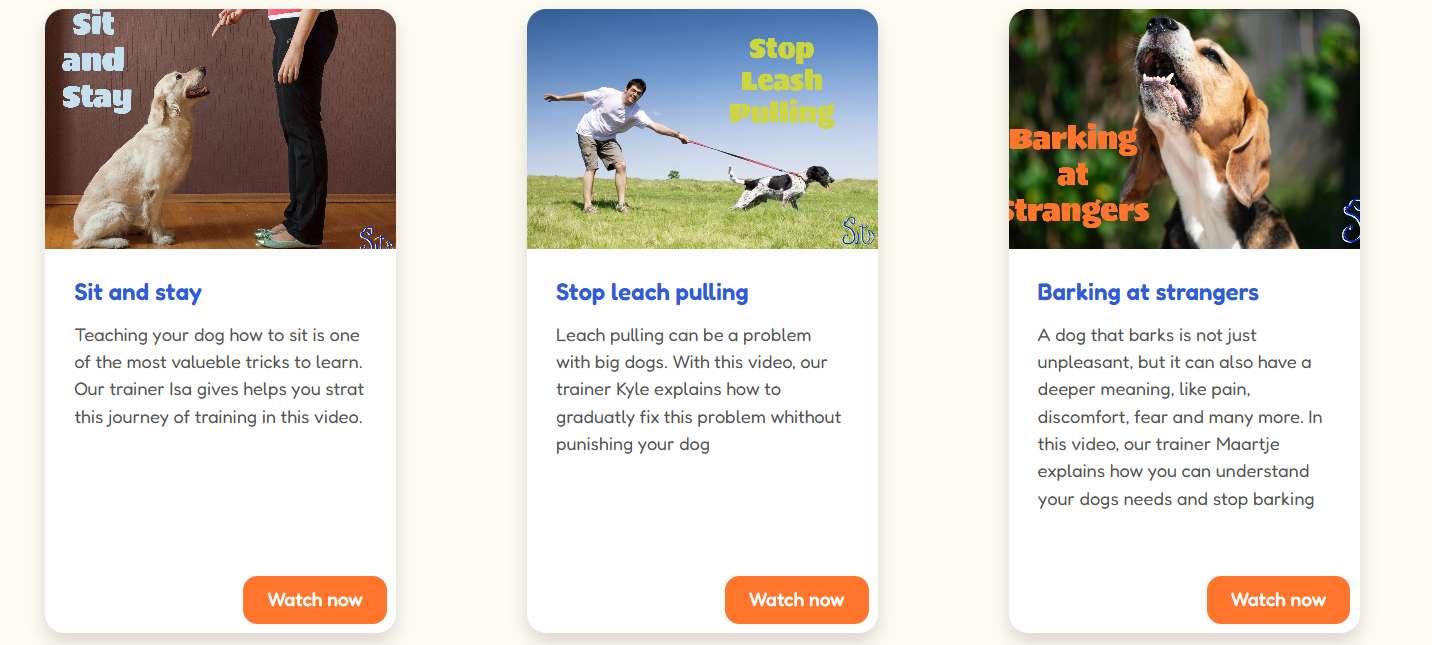 Sit
and
Stay
Sit and stay
Teaching your dog how to sit is one
of the most valueble tricks to learn.
Our trainer Isa gives helps you strat
this journey of training in this video.
Watch now
Stop
Leash
Pulling
Stop leach pulling
Leach pulling can be a problem
with big dogs. With this video, our
trainer Kyle explains how to
graduatly fix this problem whithout
punishing your dog
Watch now
Barking
at
Strangers
Barking at strangers
A dog that barks is not just
unpleasant, but it can also have a
deeper meaning, like pain,
discomfort, fear and many more. In
this video, our trainer Maartje
explains how you can understand
your dogs needs and stop barking
Watch now